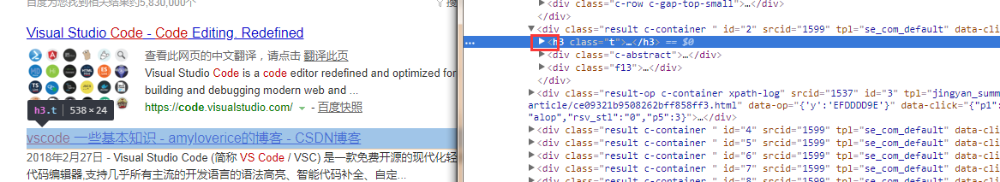 百度为您找到相关结果约5,830,000个
Visual Studio Code - Code Editing. Redefined
查看此网页的中文翻译，请点击 翻译此页
Visual Studio Code is a code editor redefined and optimized for
building and debugging modern web and ...
https://code.visualstudio.com/ - 百度快照
h3.t 538×24
vscode 一些基本知识 - amyloverice的博客 - CSDN博客
2018年2月27日 - Visual Studio Code (简称 VS Code / VSC) 是一款免费开源的现代化轻
代码编辑器,支持几乎所有主流的开发语言的语法高亮、智能代码补全、自定...
<div class="c-row c-gap-top-small">…</div>
</div>
<div class="result c-container " id="2" srcid="1599" tpl="se_com_default" data-cli
... <h3 class="t">…</h3> == $0
<div class="c-abstract">…</div>
<div class="f13">…</div>
</div>
<div class="result-op c-container xpath-log" srcid="1537" id="3" tpl="jingyan_summ
article/ce09321b9508262bff858ff3.html" data-op="{'y':'EFDDDD9E'}" data-click="{"p1":
"alop","rsv_stl":"0","p5":3}">…</div>
<div class="result c-container " id="4" srcid="1599" tpl="se_com_default" data-cli
<div class="result c-container " id="5" srcid="1599" tpl="se_com_default" data-cli
<div class="result c-container " id="6" srcid="1599" tpl="se_com_default" data-cli
<div class="result c-container " id="7" srcid="1599" tpl="se_com_default" data-cli
<div class="result c-container " id="8" srcid="1599" tpl="se_com_default" data-cli